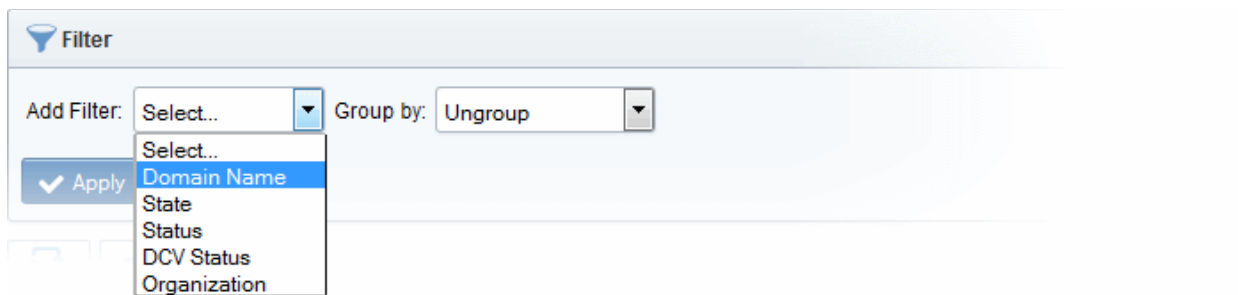 Filter
Add Filter: Select... Group by: Ungroup
Select...
Domain Name
Apply
State
Status
DCV Status
Organization